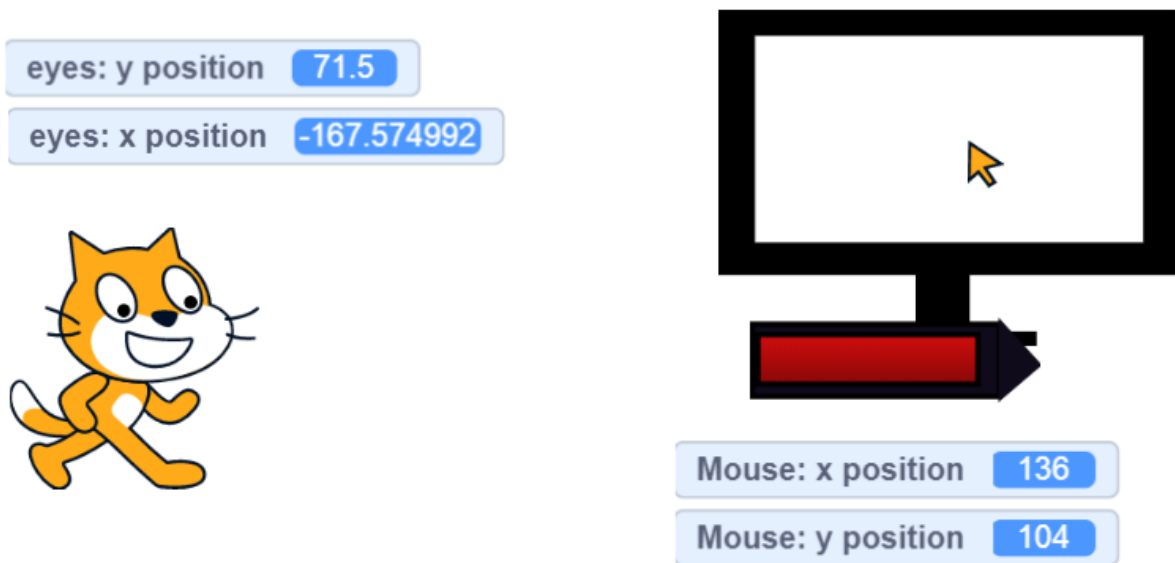 eyes: y position 71.5
eyes: x position -167.574992
Mouse: x position 136
Mouse: y position 104